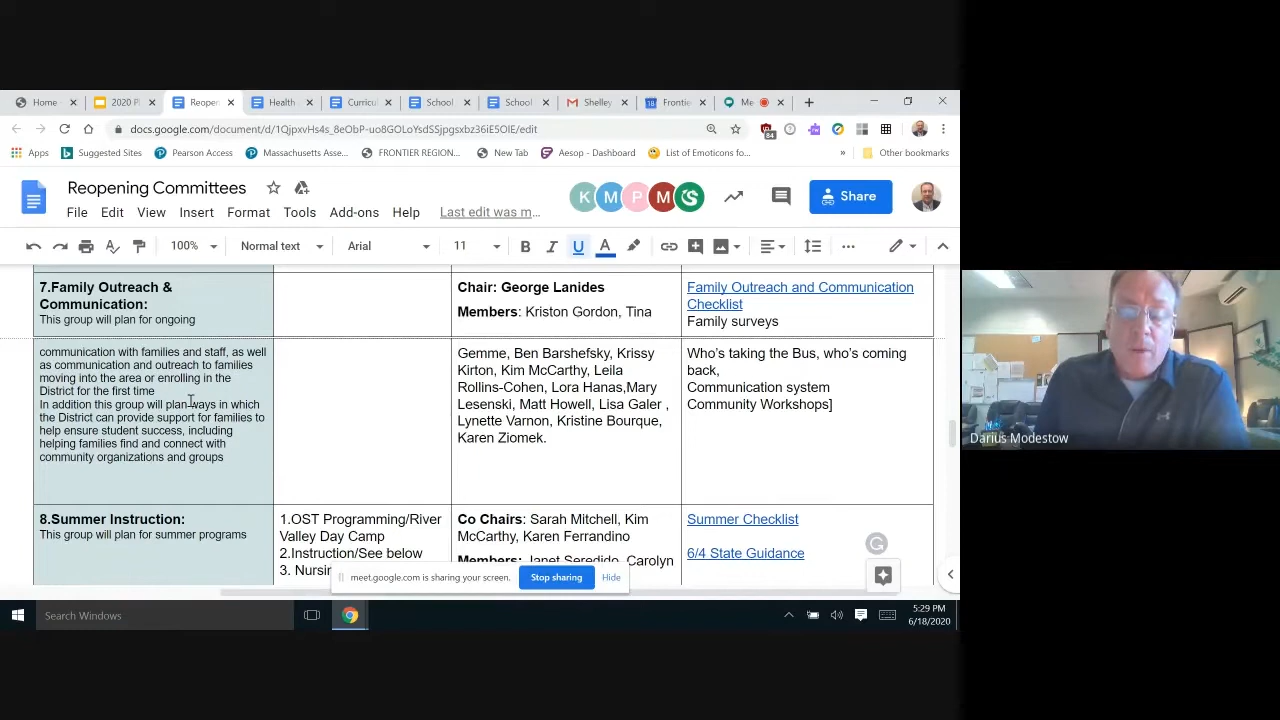 Home
2020 P
Reopen
Health
Curricu
School
School
Shelley
Frontie
Me
docs.google.com/document/d/1QjpxvHs4s_8eObP-uo8GOLoYsdSSjpgsxbz36iE5OlE/edit
84
Apps
Suggested Sites
Pearson Access
Massachusetts Asse...
FRONTIER REGION...
New Tab
Aesop - Dashboard
List of Emoticons fo...
»
Other bookmarks
Reopening Committees
K M P M
Share
File Edit View Insert Format Tools Add-ons Help Last edit was m...
100% Normal text Arial 11 B I U A
7.Family Outreach &
Communication:
This group will plan for ongoing
Chair: George Lanides
Members: Kriston Gordon, Tina
Family Outreach and Communication
Checklist
Family surveys
communication with families and staff, as well
as communication and outreach to families
moving into the area or enrolling in the
District for the first time
In addition this group will plan ways in which
the District can provide support for families to
help ensure student success, including
helping families find and connect with
community organizations and groups
Gemme, Ben Barshefsky, Krissy
Kirton, Kim McCarthy, Leila
Rollins-Cohen, Lora Hanas,Mary
Lesenski, Matt Howell, Lisa Galer ,
Lynette Varnon, Kristine Bourque,
Karen Ziomek.
Who's taking the Bus, who's coming
back,
Communication system
Community Workshops]
8.Summer Instruction:
This group will plan for summer programs
1.OST Programming/River
Valley Day Camp
2.Instruction/See below
3. Nursin
Co Chairs: Sarah Mitchell, Kim
McCarthy, Karen Ferrandino
Members: Janet Seredido, Carolyn
Summer Checklist
6/4 State Guidance
meet.google.com is sharing your screen.
Stop sharing
Hide
Search Windows
5:29 PM
6/18/2020
Darius Modestow